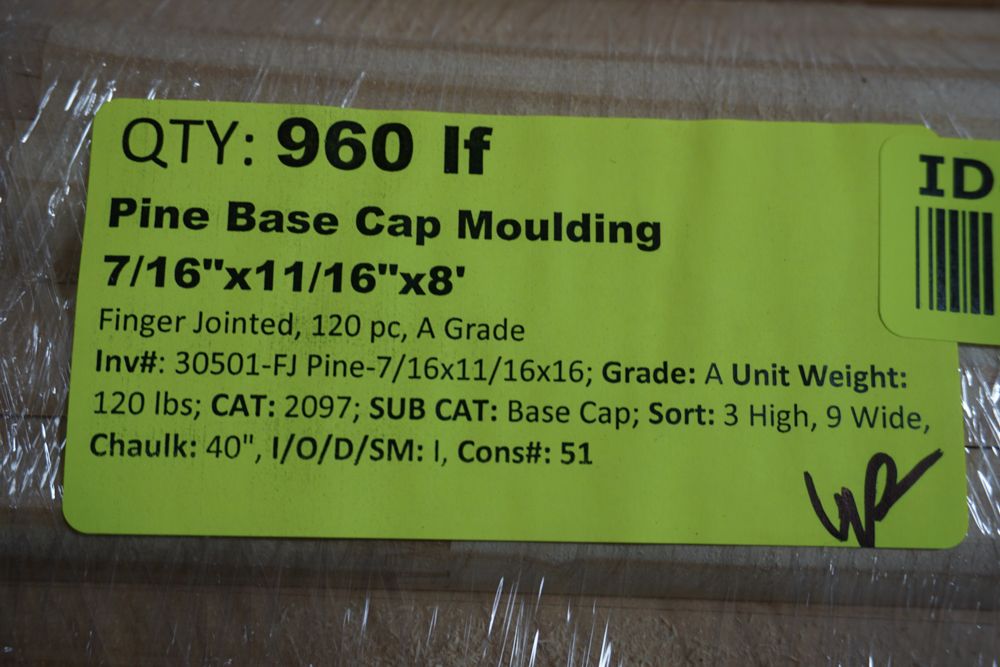 QTY: 960 lf
ID
Pine Base Cap Moulding
7/16"x11/16"x8'
Finger Jointed, 120 pc, A Grade
Inv#: 30501-FJ Pine-7/16x11/16x16; Grade: A Unit Weight:
120 lbs; CAT: 2097; SUB CAT: Base Cap; Sort: 3 High, 9 Wide,
Chaulk: 40", I/O/D/SM: I, Cons#: 51